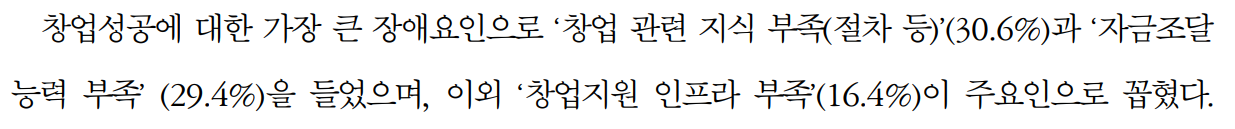 창업성공에 대한 가장 큰 장애요인으로 ‘창업 관련 지식 부족(절차 등)’(30.6%)과 ‘자금조달
능력 부족’ (29.4%)을 들었으며, 이외 ‘창업지원 인프라 부족’(16.4%)이 주요인으로 꼽혔다.